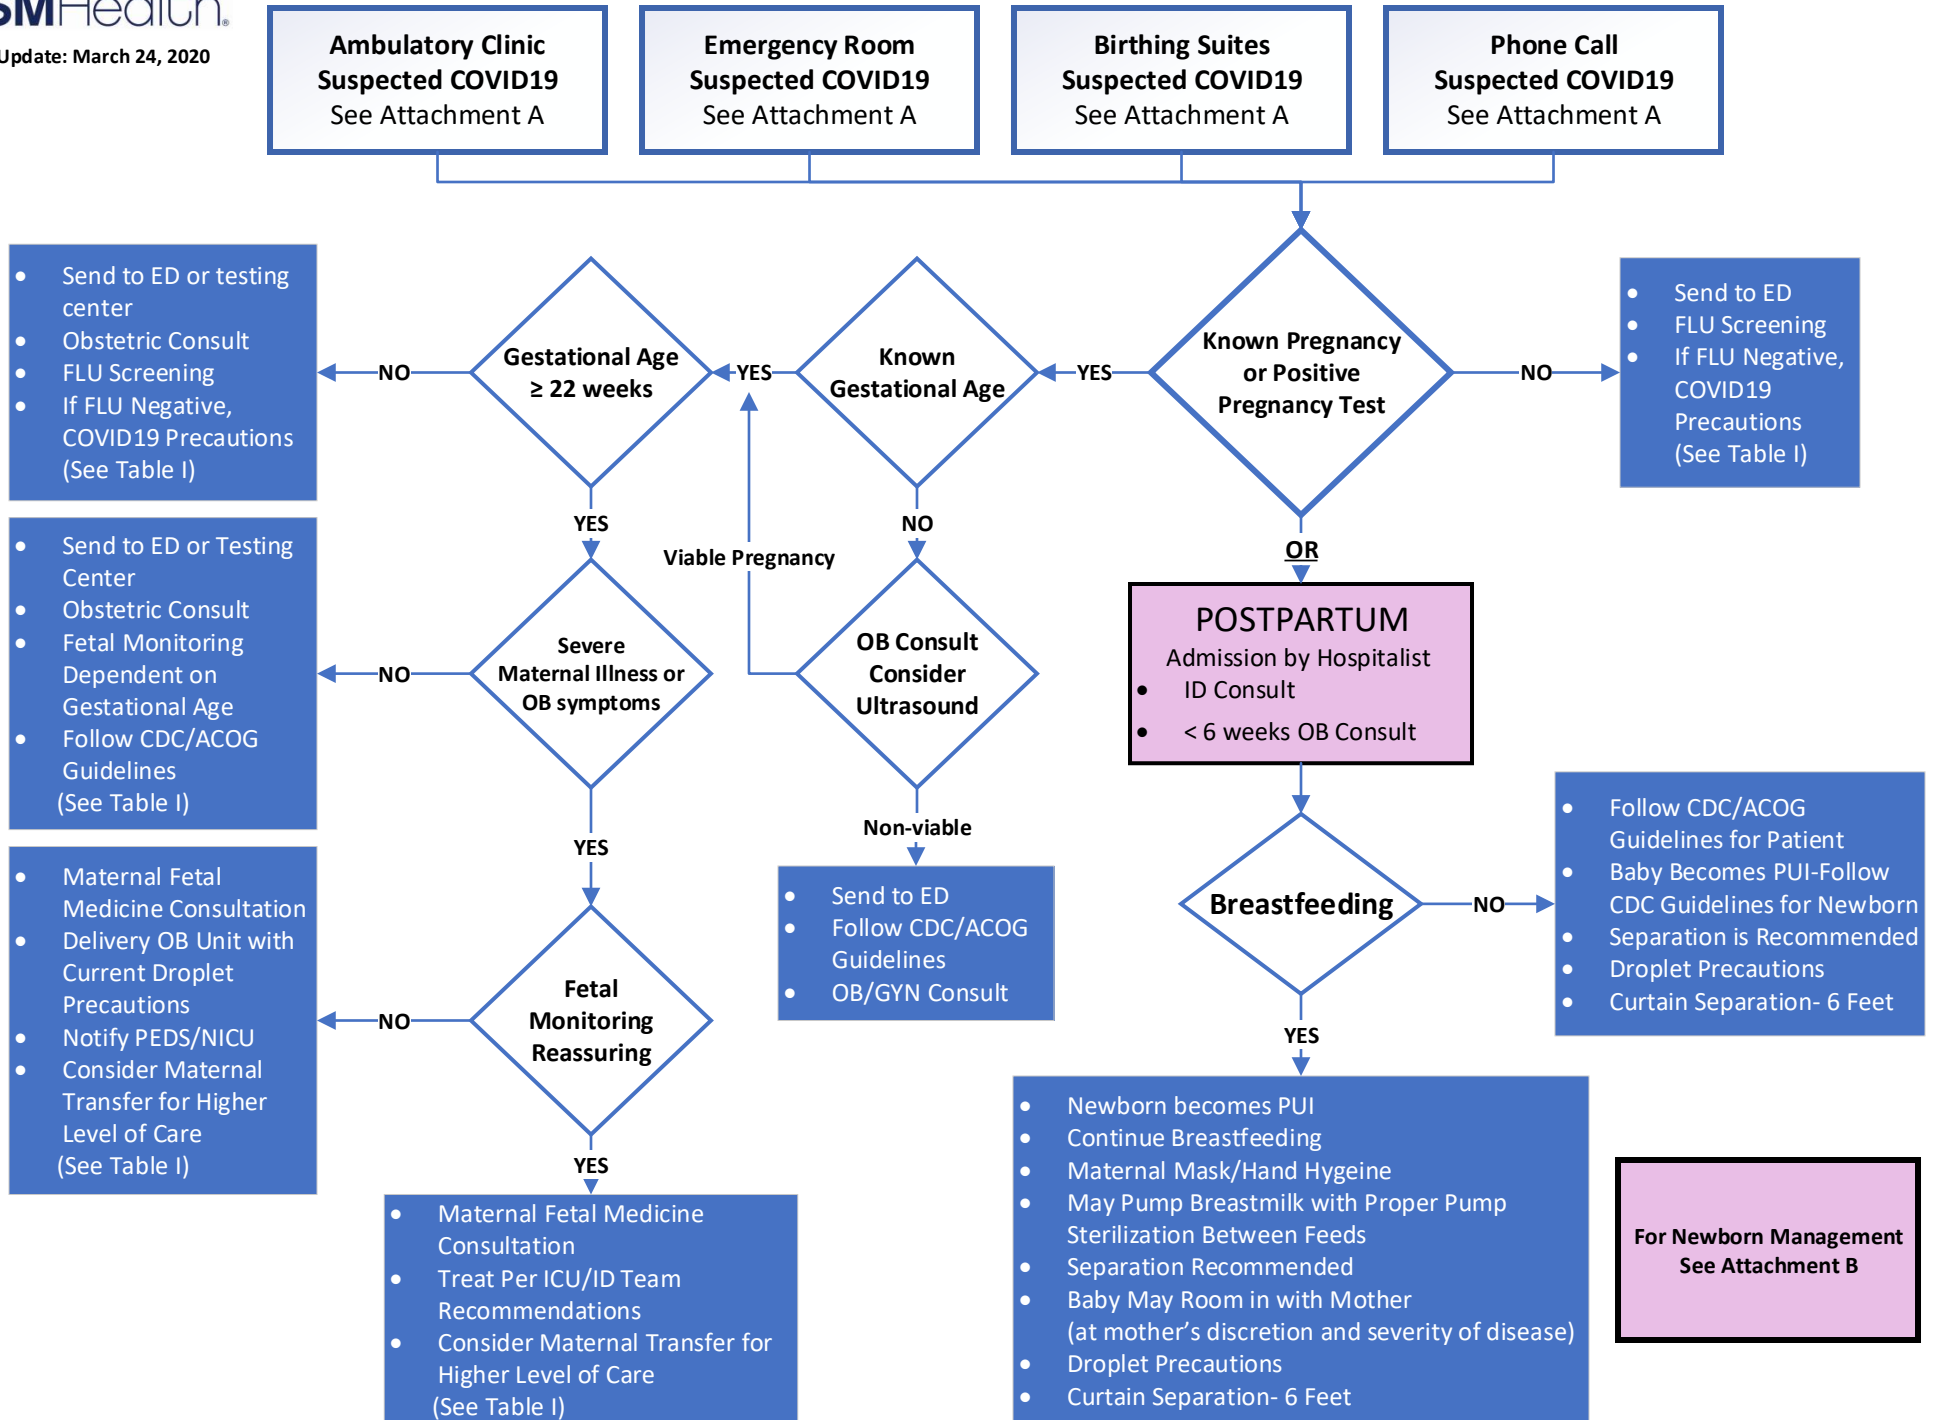 SMHealth®
Update: March 24, 2020
Ambulatory Clinic
Suspected COVID19
See Attachment A
Emergency Room
Suspected COVID19
See Attachment A
Birthing Suites
Suspected COVID19
See Attachment A
Phone Call
Suspected COVID19
See Attachment A
• Send to ED or testing
center
• Obstetric Consult
• FLU Screening
• If FLU Negative,
COVID19 Precautions
(See Table I)
NO
Gestational Age
≥ 22 weeks
YES
Known
Gestational Age
YES
Known Pregnancy
or Positive
Pregnancy Test
NO
• Send to ED
• FLU Screening
• If FLU Negative,
COVID19
Precautions
(See Table I)
YES
NO
OR
Viable Pregnancy
• Send to ED or Testing
Center
• Obstetric Consult
• Fetal Monitoring
Dependent on
Gestational Age
• Follow CDC/ACOG
Guidelines
(See Table I)
NO
Severe
Maternal Illness or
OB symptoms
OB Consult
Consider
Ultrasound
POSTPARTUM
Admission by Hospitalist
• ID Consult
• < 6 weeks OB Consult
YES
Non-viable
• Send to ED
• Follow CDC/ACOG
Guidelines
• OB/GYN Consult
Breastfeeding
NO
• Follow CDC/ACOG
Guidelines for Patient
• Baby Becomes PUI-Follow
CDC Guidelines for Newborn
• Separation is Recommended
• Droplet Precautions
• Curtain Separation- 6 Feet
• Maternal Fetal
Medicine Consultation
• Delivery OB Unit with
Current Droplet
Precautions
• Notify PEDS/NICU
• Consider Maternal
Transfer for Higher
Level of Care
(See Table I)
NO
Fetal
Monitoring
Reassuring
YES
YES
• Maternal Fetal Medicine
Consultation
• Treat Per ICU/ID Team
Recommendations
• Consider Maternal Transfer for
Higher Level of Care
(See Table I)
• Newborn becomes PUI
• Continue Breastfeeding
• Maternal Mask/Hand Hygeine
• May Pump Breastmilk with Proper Pump
Sterilization Between Feeds
• Separation Recommended
• Baby May Room in with Mother
(at mother's discretion and severity of disease)
• Droplet Precautions
• Curtain Separation- 6 Feet
For Newborn Management
See Attachment B